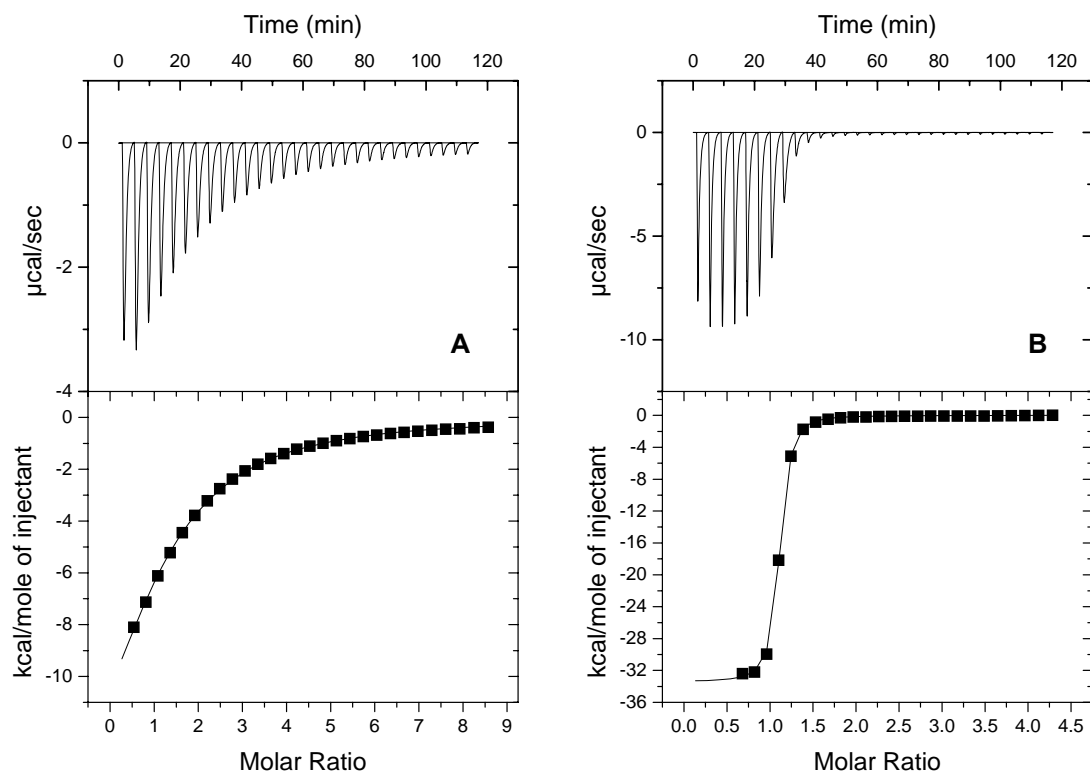 Time (min)
0 20 40 60 80 100 120
0
-2
-4
µcal/sec
A
0
-2
-4
-6
-8
-10
kcal/mole of injectant
0 1 2 3 4 5 6 7 8 9
Molar Ratio
Time (min)
0 20 40 60 80 100 120
0
-5
-10
µcal/sec
B
0
-4
-8
-12
-16
-20
-24
-28
-32
-36
kcal/mole of injectant
0.0 0.5 1.0 1.5 2.0 2.5 3.0 3.5 4.0 4.5
Molar Ratio